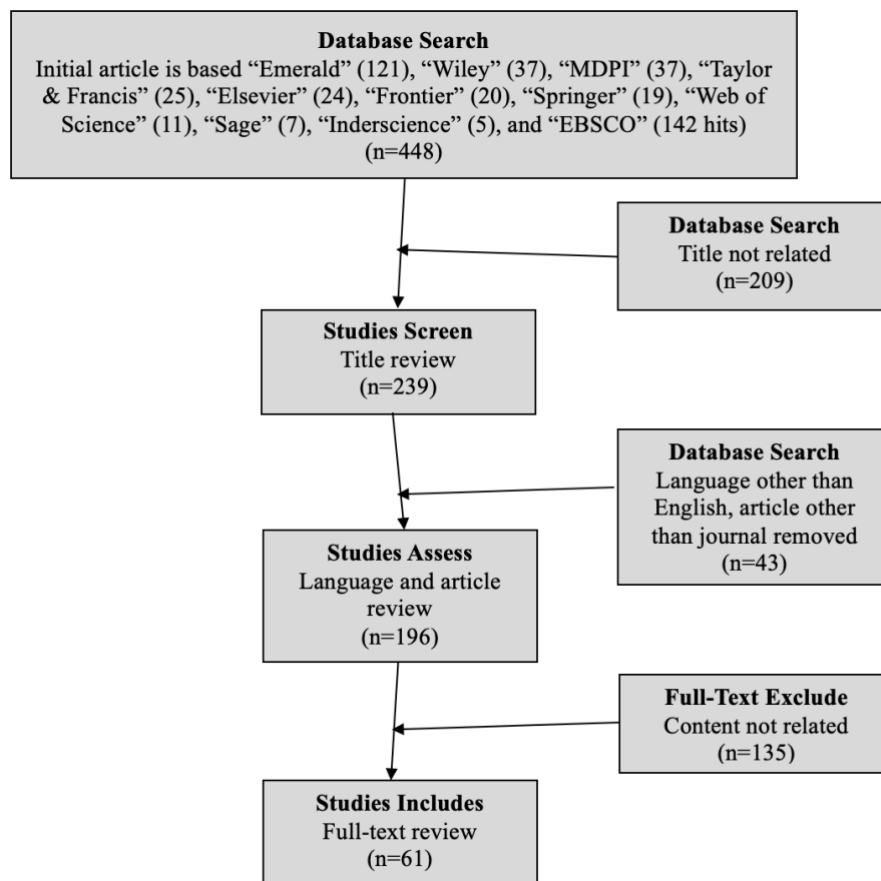 Database Search
Initial article is based “Emerald” (121), “Wiley” (37), “MDPI” (37), “Taylor
& Francis” (25), “Elsevier” (24), “Frontier” (20), “Springer” (19), “Web of
Science” (11), “Sage” (7), “Inderscience” (5), and “EBSCO” (142 hits)
(n=448)
Database Search
Title not related
(n=209)
Studies Screen
Title review
(n=239)
Database Search
Language other than
English, article other
than journal removed
(n=43)
Studies Assess
Language and article
review
(n=196)
Full-Text Exclude
Content not related
(n=135)
Studies Includes
Full-text review
(n=61)